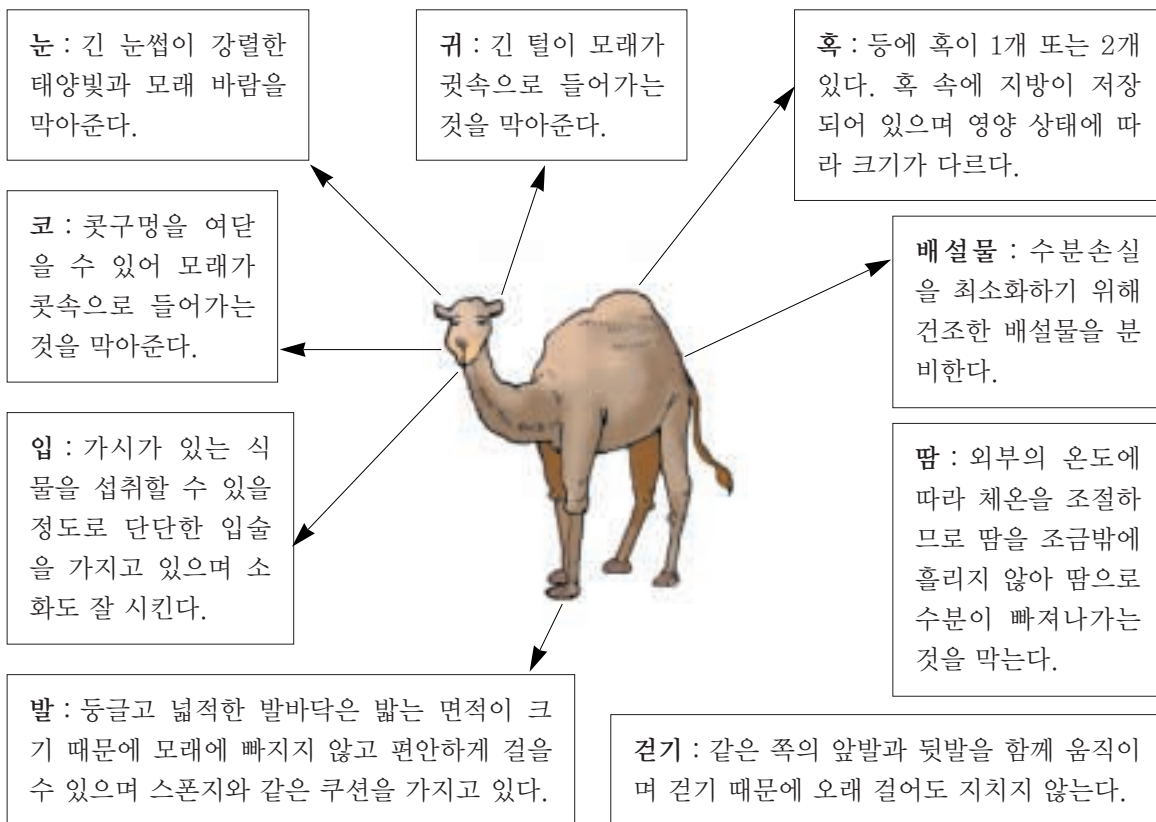 눈 : 긴 눈썹이 강렬한
태양빛과 모래 바람을
막아준다.
귀 : 긴 털이 모래가
귓속으로 들어가는
것을 막아준다.
혹 : 등에 혹이 1개 또는 2개
있다. 혹 속에 지방이 저장
되어 있으며 영양 상태에 따
라 크기가 다르다.
코 : 콧구멍을 여닫
을 수 있어 모래가
콧속으로 들어가는
것을 막아준다.
배설물 : 수분손실
을 최소화하기 위해
건조한 배설물을 분
비한다.
입 : 가시가 있는 식
물을 섭취할 수 있을
정도로 단단한 입술
을 가지고 있으며 소
화도 잘 시킨다.
땀 : 외부의 온도에
따라 체온을 조절하
므로 땀을 조금밖에
흘리지 않아 땀으로
수분이 빠져나가는
것을 막는다.
발 : 둥글고 넓적한 발바닥은 밟는 면적이 크
기 때문에 모래에 빠지지 않고 편안하게 걸을
수 있으며 스폰지와 같은 쿠션을 가지고 있다.
걷기 : 같은 쪽의 앞발과 뒷발을 함께 움직이
며 걷기 때문에 오래 걸어도 지치지 않는다.